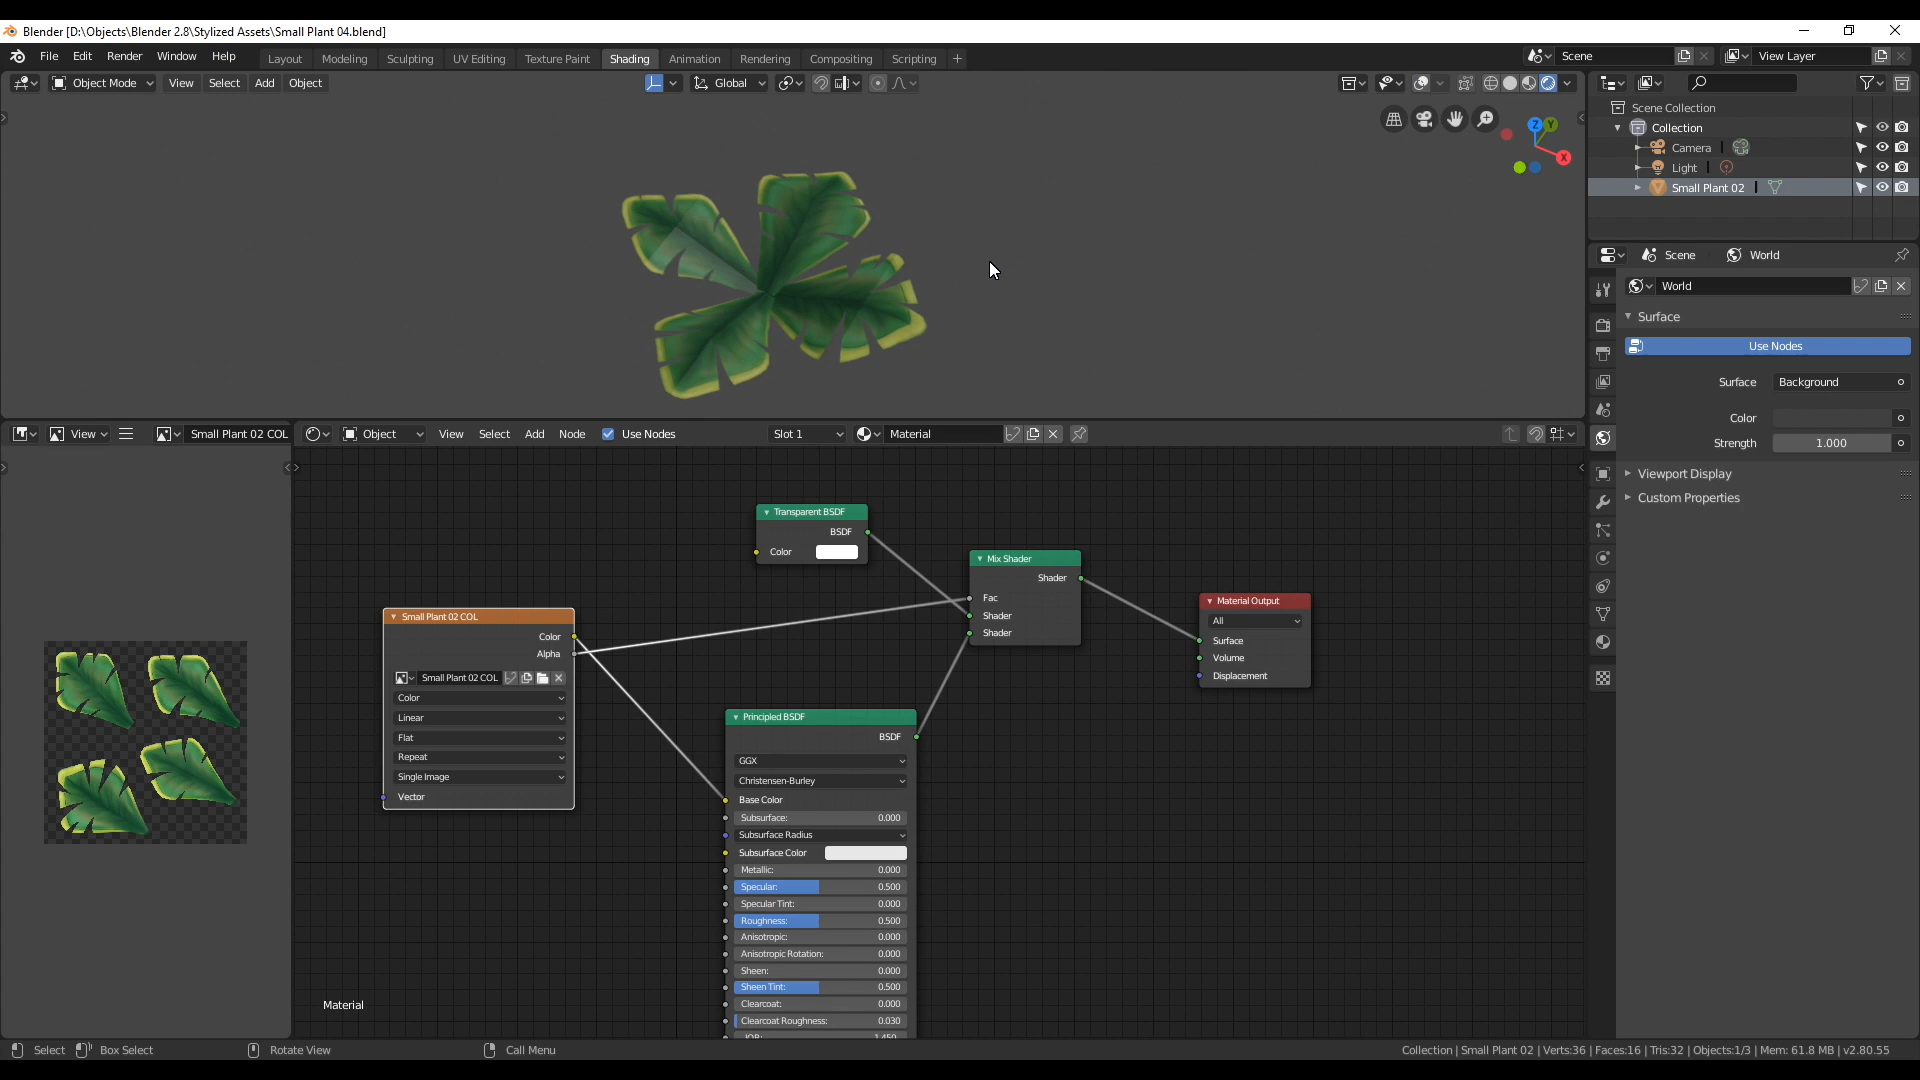 Blender [D:\Objects\Blender 2.8\Stylized Assets\Small Plant 04.blend]
File Edit Render Window Help Layout Modeling Sculpting UV Editing Texture Paint Shading Animation Rendering Compositing Scripting + Scene View Layer
Object Mode View Select Add Object Global
Z Y X
Scene Collection
Collection
Camera
Light
Small Plant 02
Scene World
World
Surface
Use Nodes
Surface Background
Color
Strength 1.000
Viewport Display
Custom Properties
View Small Plant 02 COL Object View Select Add Node Use Nodes Slot 1 Material
Transparent BSDF
BSDF
Color
Mix Shader
Shader
Fac
Shader
Shader
Material Output
All
Surface
Volume
Displacement
Small Plant 02 COL
Color
Alpha
Small Plant 02 COL
Color
Linear
Flat
Repeat
Single Image
Vector
Principled BSDF
BSDF
GGX
Christensen-Burley
Base Color
Subsurface: 0.000
Subsurface Radius
Subsurface Color
Metallic: 0.000
Specular: 0.500
Specular Tint: 0.000
Roughness: 0.500
Anisotropic: 0.000
Anisotropic Rotation: 0.000
Sheen: 0.000
Sheen Tint: 0.500
Clearcoat: 0.000
Clearcoat Roughness: 0.030
IOR: 1.450
Material
Select Box Select Rotate View Call Menu Collection | Small Plant 02 | Verts:36 | Faces:16 | Tris:32 | Objects:1/3 | Mem: 61.8 MB | v2.80.55